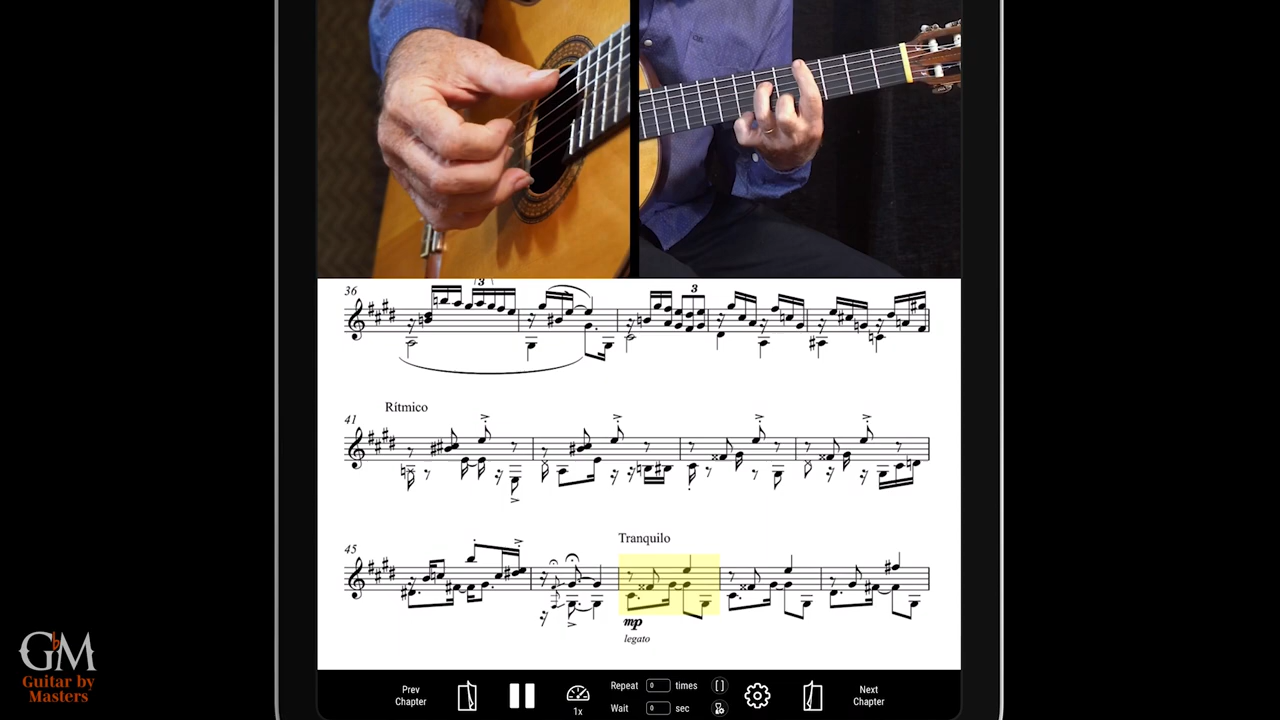 36
3
3
Rítmico
41
Tranquilo
45
mp
legato
GbM
Guitar by
Masters
Prev
Chapter
1x
Repeat 0 times
Wait 0 sec
[ ]
Next
Chapter